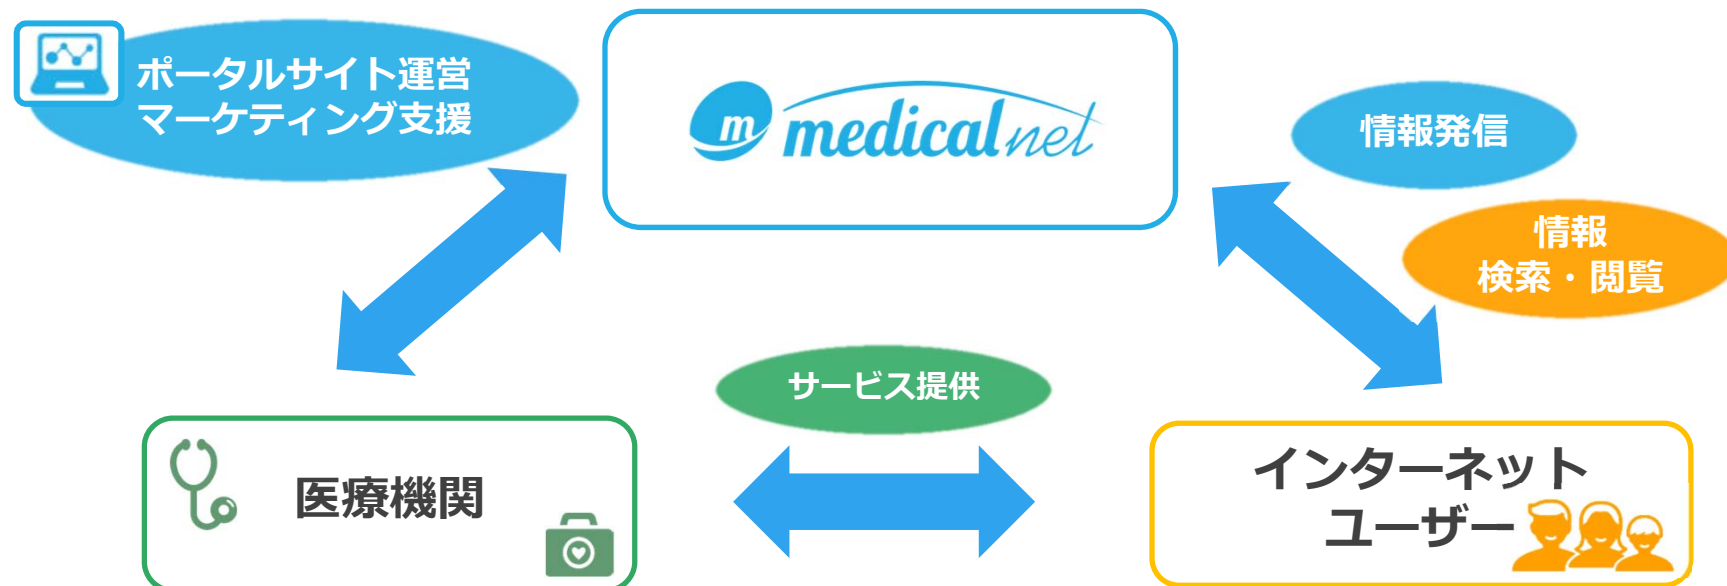 ポータルサイト運営
マーケティング支援
m medicalnet
情報発信
情報
検索・閲覧
サービス提供
医療機関
インターネット
ユーザー